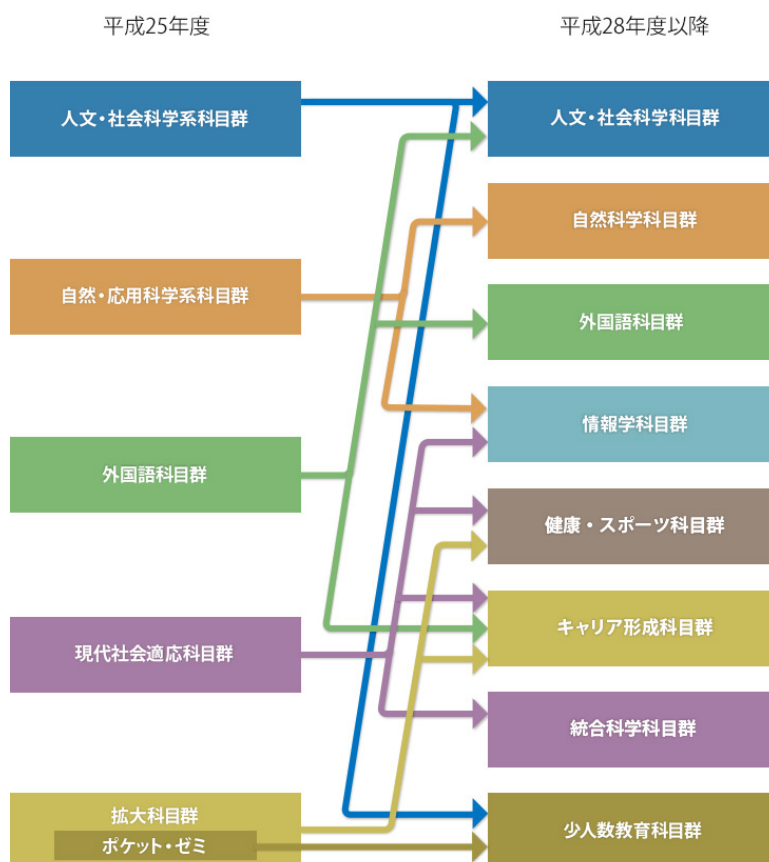 平成25年度
平成28年度以降
人文・社会科学系科目群
自然・応用科学系科目群
外国語科目群
現代社会適応科目群
拡大科目群
ポケット・ゼミ
人文・社会科学科目群
自然科学科目群
外国語科目群
情報学科目群
健康・スポーツ科目群
キャリア形成科目群
統合科学科目群
少人数教育科目群